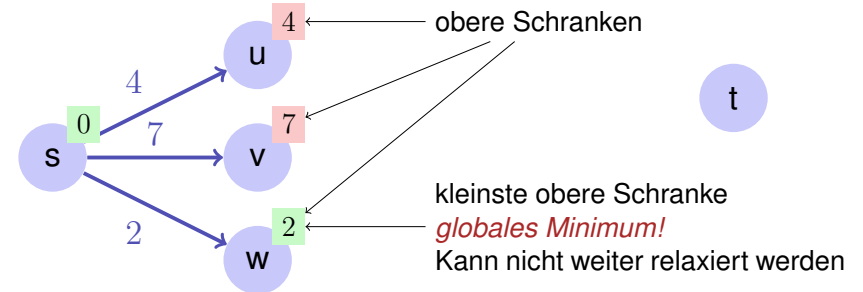 4
obere Schranken
u
4
t
0
7
7
s
v
kleinste obere Schranke
2
globales Minimum!
2
w
Kann nicht weiter relaxiert werden